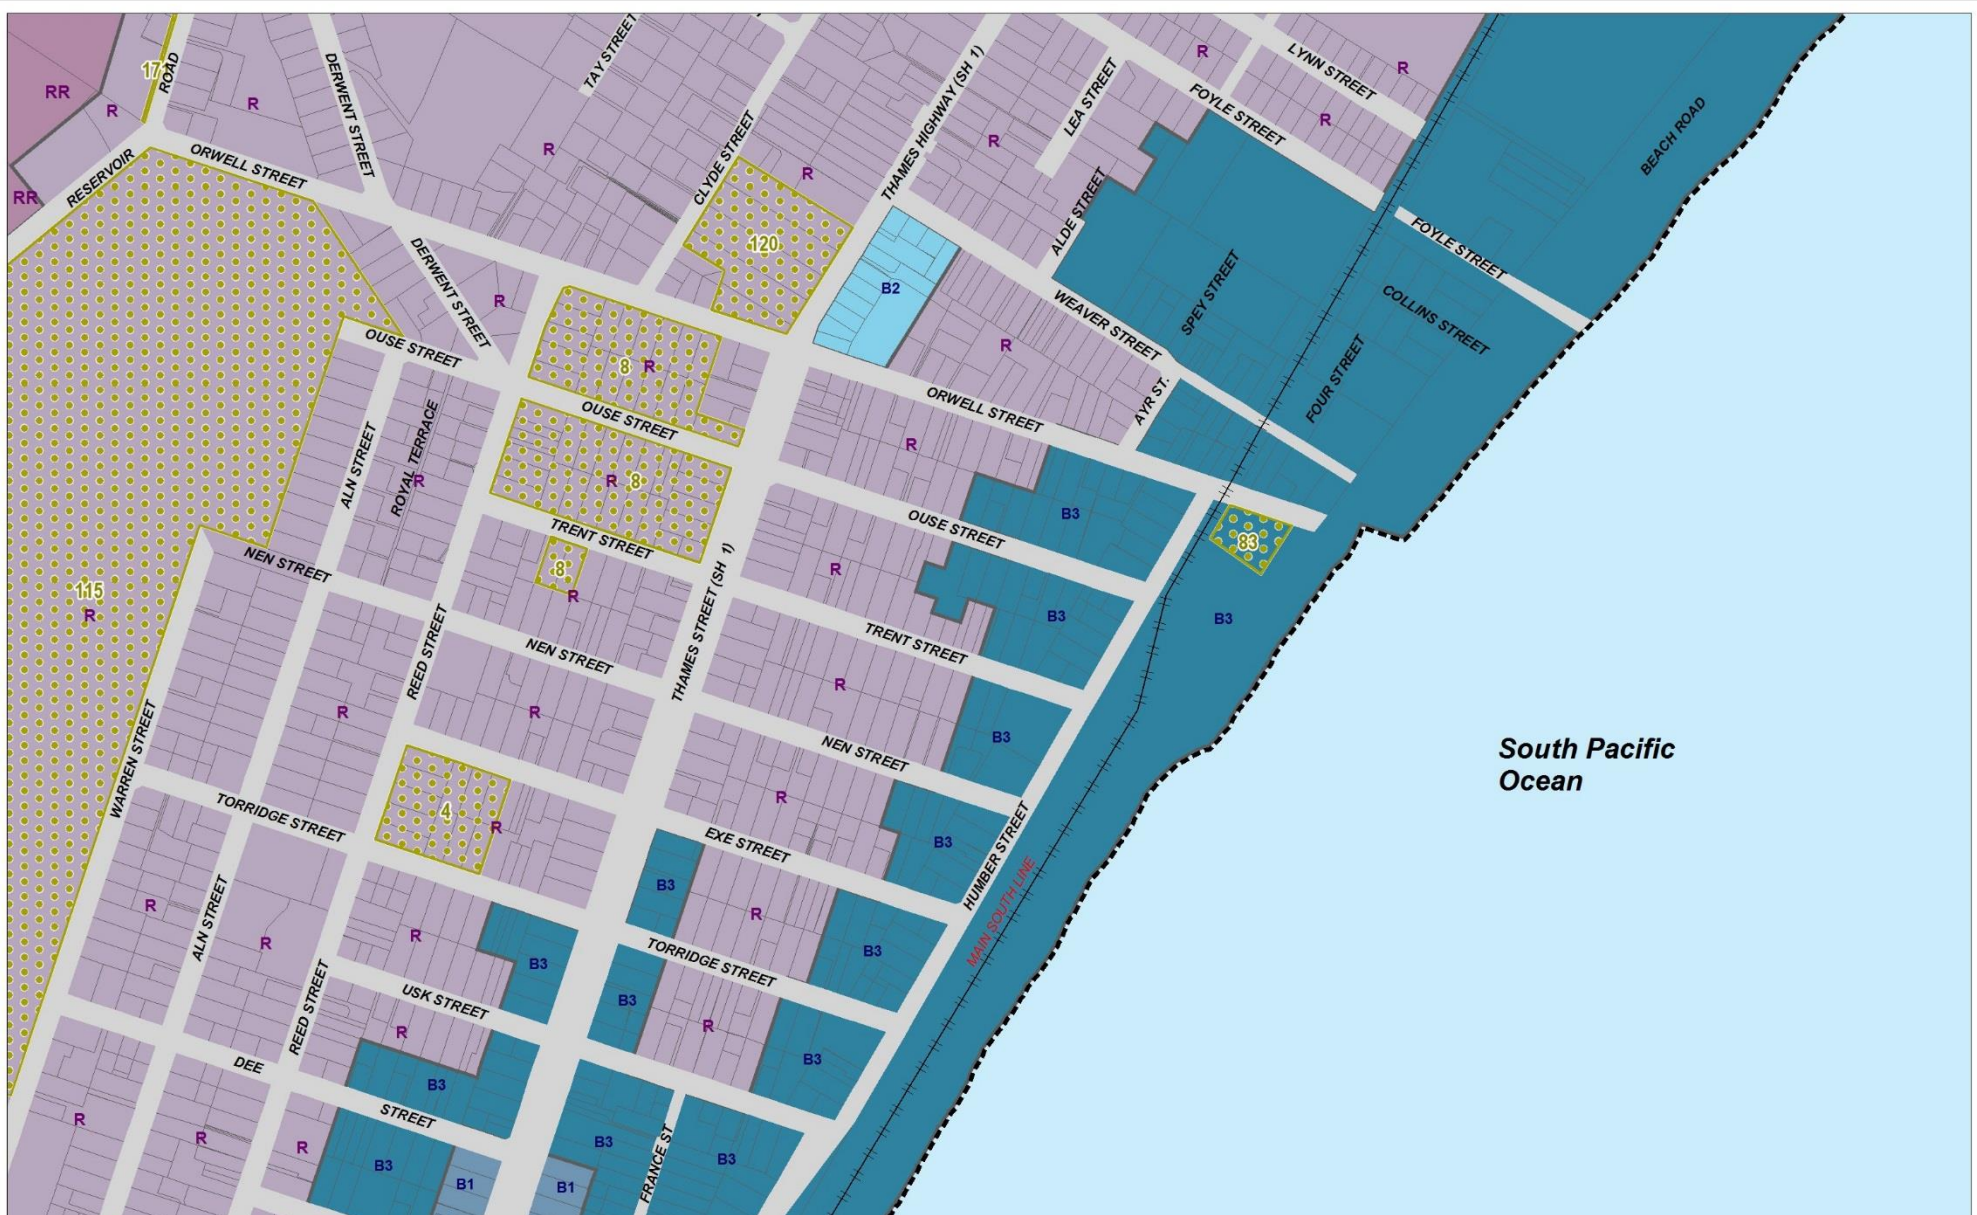 TAY STREET
LYNN STREET
R
R
ROAD
171
DERWENT STREET
RR
R
R
LEA STREET
FOYLE STREET
THAMES HIGHWAY (SH 1)
R
BEACH ROAD
R
R
CLYDE STREET
ORWELL STREET
RESERVOIR
R
RR
ALDE STREET
120
DERWENT STREET
FOYLE STREET
SPEY STREET
B2
R
COLLINS STREET
WEAVER STREET
OUSE STREET
R
8
R
FOUR STREET
AYR ST.
ORWELL STREET
OUSE STREET
R
ROYAL TERRACE
R
ALN STREET
R
8
B3
TRENT STREET
OUSE STREET
83
NEN STREET
8
R
R
115
R
THAMES STREET (SH 1)
B3
B3
REED STREET
NEN STREET
TRENT STREET
R
R
R
B3
NEN STREET
South Pacific
Ocean
WARREN STREET
R
TORRIDGE STREET
4
R
EXE STREET
B3
HUMBER STREET
B3
R
R
MAIN SOUTH LINE
ALN STREET
R
R
B3
TORRIDGE STREET
B3
B3
USK STREET
REED STREET
R
R
B3
DEE
B3
STREET
R
R
R
B3
B3
B3
FRANCE ST
B1
B1